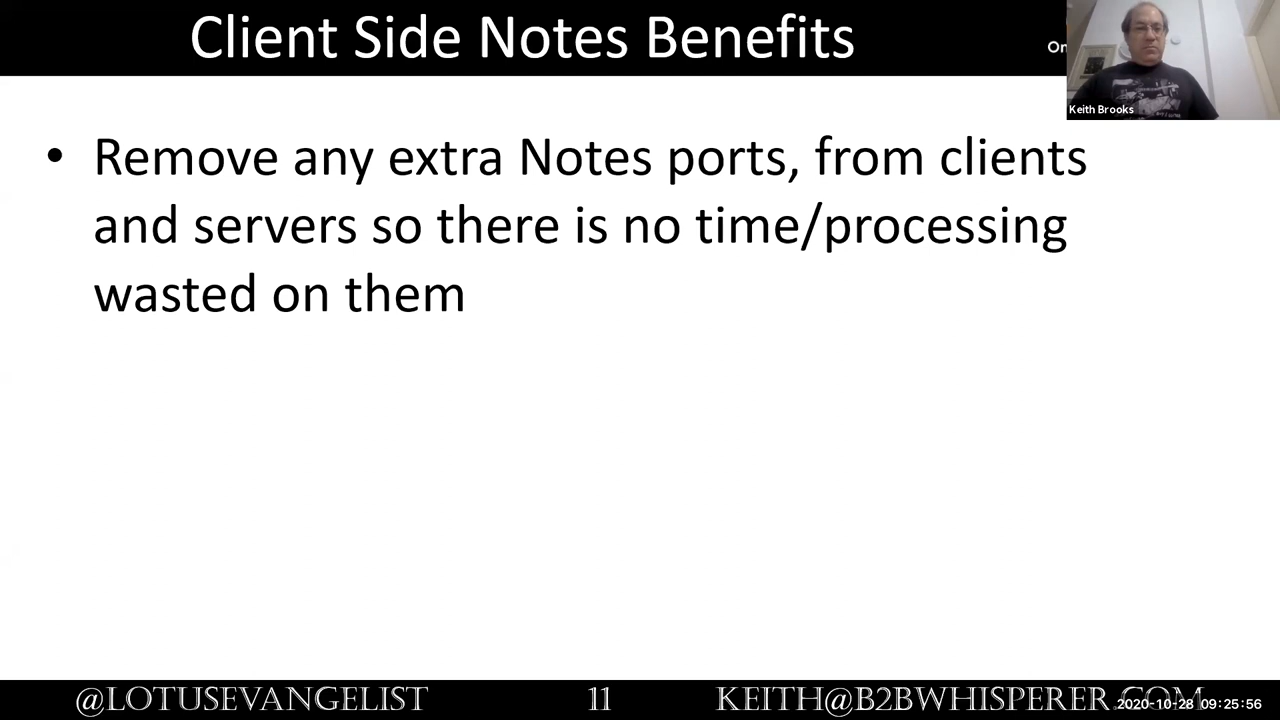 Client Side Notes Benefits
On
Keith Brooks
• Remove any extra Notes ports, from clients
and servers so there is no time/processing
wasted on them
@LOTUSEVANGELIST
11
KEITH@B2BWHISPERER.COM
2020-10-28 09:25:56